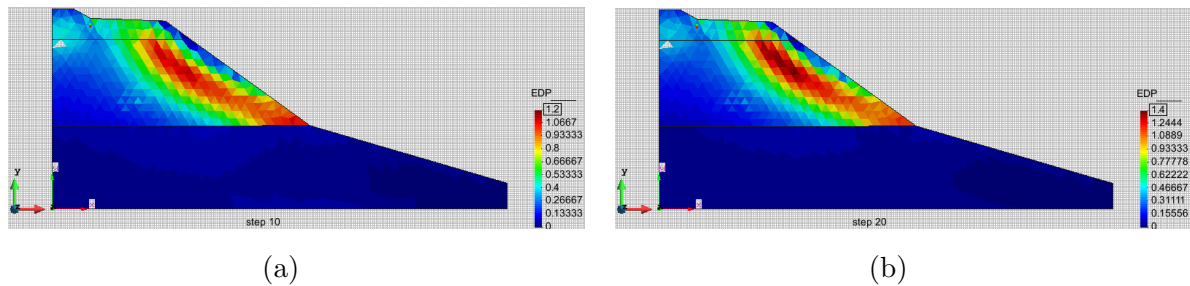 EDP
1.2
1.0667
0.93333
0.8
0.66667
0.53333
0.4
0.26667
0.13333
0
y
x
step 10
(a)
EDP
1.4
1.2444
1.0889
0.93333
0.77778
0.62222
0.46667
0.31111
0.15556
0
y
x
step 20
(b)